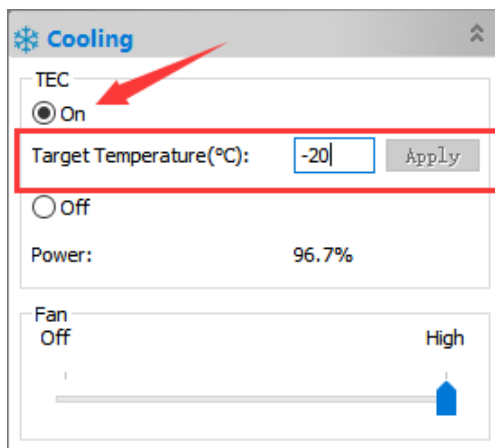 Cooling
TEC
On
Target Temperature(°C): -20 Apply
Off
Power: 96.7%
Fan
Off High